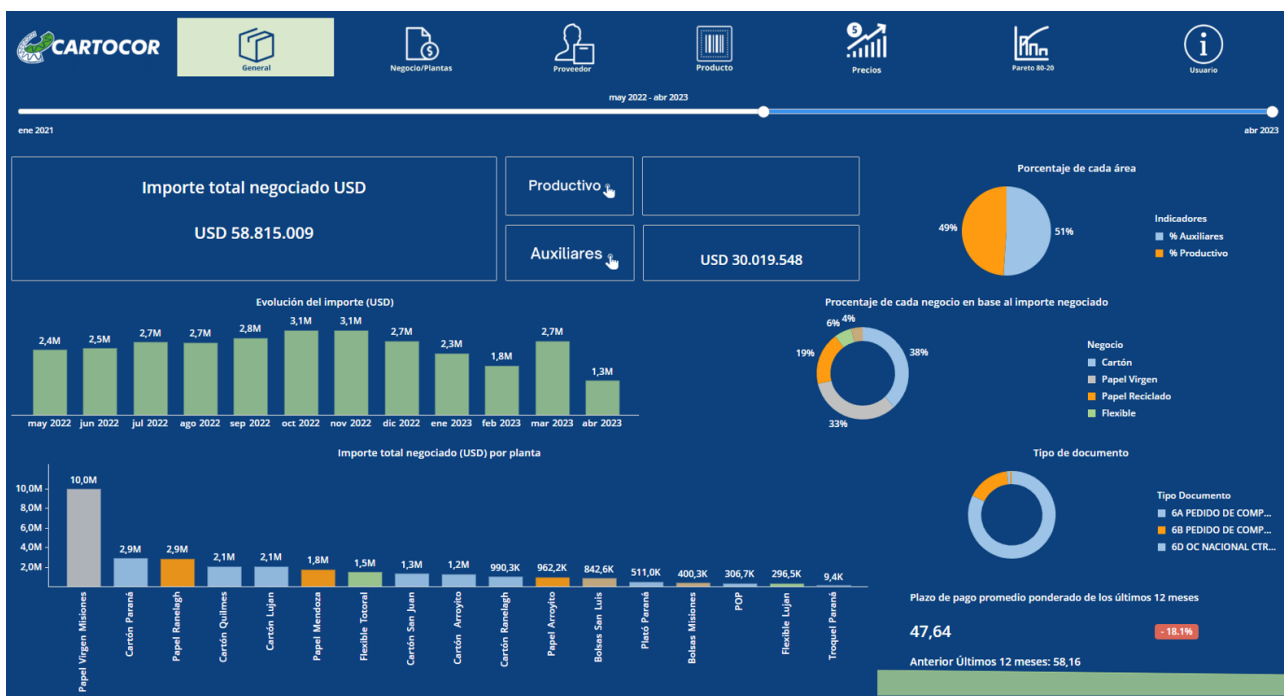 CARTOCOR
General
Negocio/Plantas
Proveedor
Producto
Precios
Pareto 80-20
Usuario
may 2022 - abr 2023
ene 2021
abr 2023
Importe total negociado USD
USD 58.815.009
Productivo
Auxiliares
USD 30.019.548
Porcentaje de cada área
49%
51%
Indicadores
% Auxiliares
% Productivo
Evolución del importe (USD)
2,4M 2,5M 2,7M 2,7M 2,8M 3,1M 3,1M 2,7M 2,3M 1,8M 2,7M 1,3M
may 2022 jun 2022 jul 2022 ago 2022 sep 2022 oct 2022 nov 2022 dic 2022 ene 2023 feb 2023 mar 2023 abr 2023
Procentaje de cada negocio en base al importe negociado
6% 4%
19%
38%
33%
Negocio
Cartón
Papel Virgen
Papel Reciclado
Flexible
Importe total negociado (USD) por planta
10,0M
8,0M
6,0M
4,0M
2,0M
10,0M 2,9M 2,9M 2,1M 2,1M 1,8M 1,5M 1,3M 1,2M 990,3K 962,2K 842,6K 511,0K 400,3K 306,7K 296,5K 9,4K
Papel Virgen Misiones
Cartón Paraná
Papel Ranelagh
Cartón Quilmes
Cartón Lujan
Papel Mendoza
Flexible Totoral
Cartón San Juan
Cartón Arroyito
Cartón Ranelagh
Papel Arroyito
Bolsas San Luis
Plató Paraná
Bolsas Misiones
POP
Flexible Lujan
Troquel Paraná
Tipo de documento
Tipo Documento
6A PEDIDO DE COMP...
6B PEDIDO DE COMP...
6D OC NACIONAL CTR...
Plazo de pago promedio ponderado de los últimos 12 meses
47,64
- 18.1%
Anterior Últimos 12 meses: 58,16